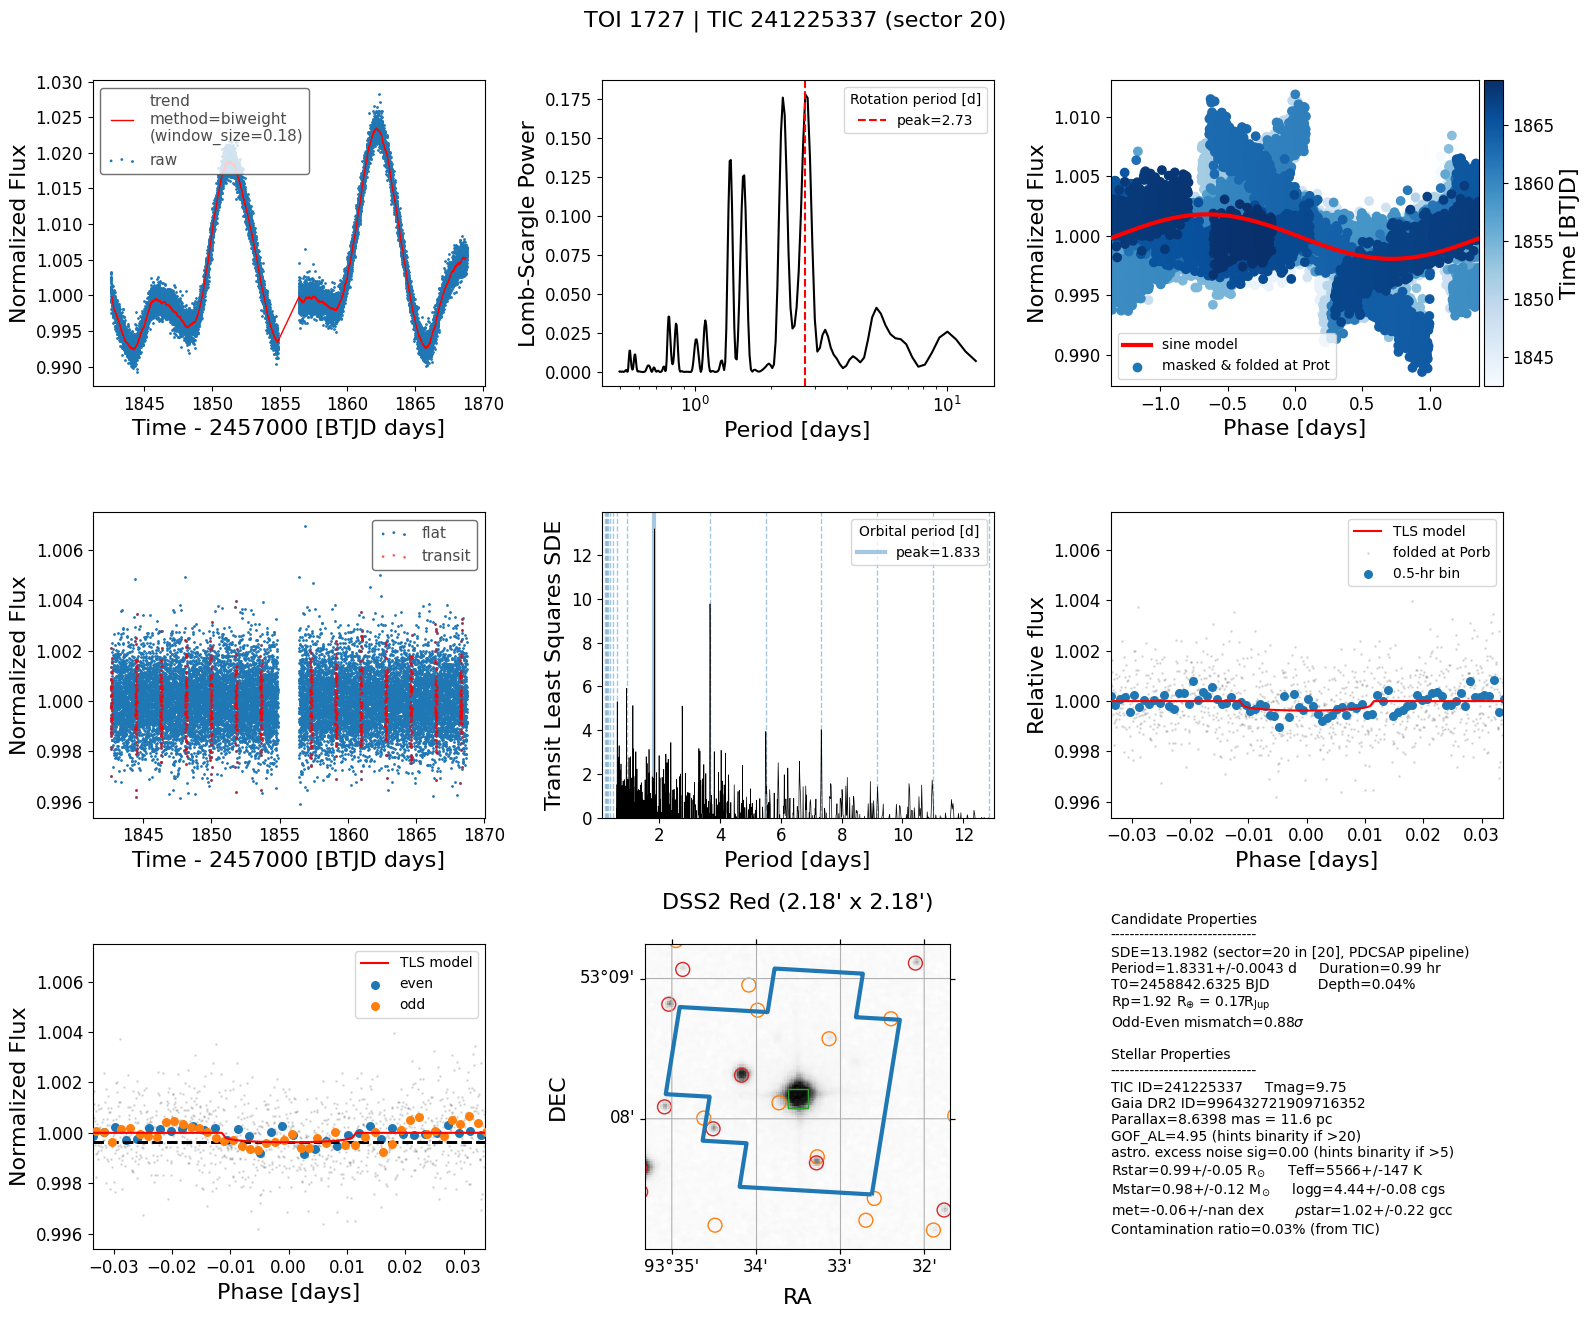 TOI 1727 | TIC 241225337 (sector 20)
Normalized Flux
1.030
1.025
1.020
1.015
1.010
1.005
1.000
0.995
0.990
trend
method=biweight
(window_size=0.18)
raw
1845 1850 1855 1860 1865 1870
Time - 2457000 [BTJD days]
Lomb-Scargle Power
0.175
0.150
0.125
0.100
0.075
0.050
0.025
0.000
Rotation period [d]
peak=2.73
10⁰ 10¹
Period [days]
Normalized Flux
1.010
1.005
1.000
0.995
0.990
sine model
masked & folded at Prot
−1.0 −0.5 0.0 0.5 1.0
Phase [days]
1865
1860
1855
1850
1845
Time [BTJD]
Normalized Flux
1.006
1.004
1.002
1.000
0.998
0.996
flat
transit
1845 1850 1855 1860 1865 1870
Time - 2457000 [BTJD days]
Transit Least Squares SDE
12
10
8
6
4
2
0
Orbital period [d]
peak=1.833
2 4 6 8 10 12
Period [days]
Relative flux
1.006
1.004
1.002
1.000
0.998
0.996
TLS model
folded at Porb
0.5-hr bin
−0.03 −0.02 −0.01 0.00 0.01 0.02 0.03
Phase [days]
Normalized Flux
1.006
1.004
1.002
1.000
0.998
0.996
TLS model
even
odd
−0.03 −0.02 −0.01 0.00 0.01 0.02 0.03
Phase [days]
DSS2 Red (2.18' x 2.18')
DEC
53°09'
08'
93°35' 34' 33' 32'
RA
Candidate Properties
------------------------------
SDE=13.1982 (sector=20 in [20], PDCSAP pipeline)
Period=1.8331+/-0.0043 d Duration=0.99 hr
T0=2458842.6325 BJD Depth=0.04%
Rp=1.92 R⊕ = 0.17RJup
Odd-Even mismatch=0.88σ
Stellar Properties
------------------------------
TIC ID=241225337 Tmag=9.75
Gaia DR2 ID=996432721909716352
Parallax=8.6398 mas = 11.6 pc
GOF_AL=4.95 (hints binarity if >20)
astro. excess noise sig=0.00 (hints binarity if >5)
Rstar=0.99+/-0.05 R☉ Teff=5566+/-147 K
Mstar=0.98+/-0.12 M☉ logg=4.44+/-0.08 cgs
met=-0.06+/-nan dex ρstar=1.02+/-0.22 gcc
Contamination ratio=0.03% (from TIC)